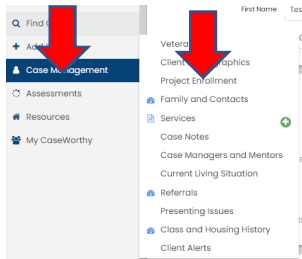 First Name
Find
Case Management
Assessments
Resources
My CaseWorthy
Client
Project Enrollment
Family and Contacts
Services
Case Notes
Case Managers and Mentors
Current Living Situation
Referrals
Presenting Issues
Class and Housing History
Client Alerts